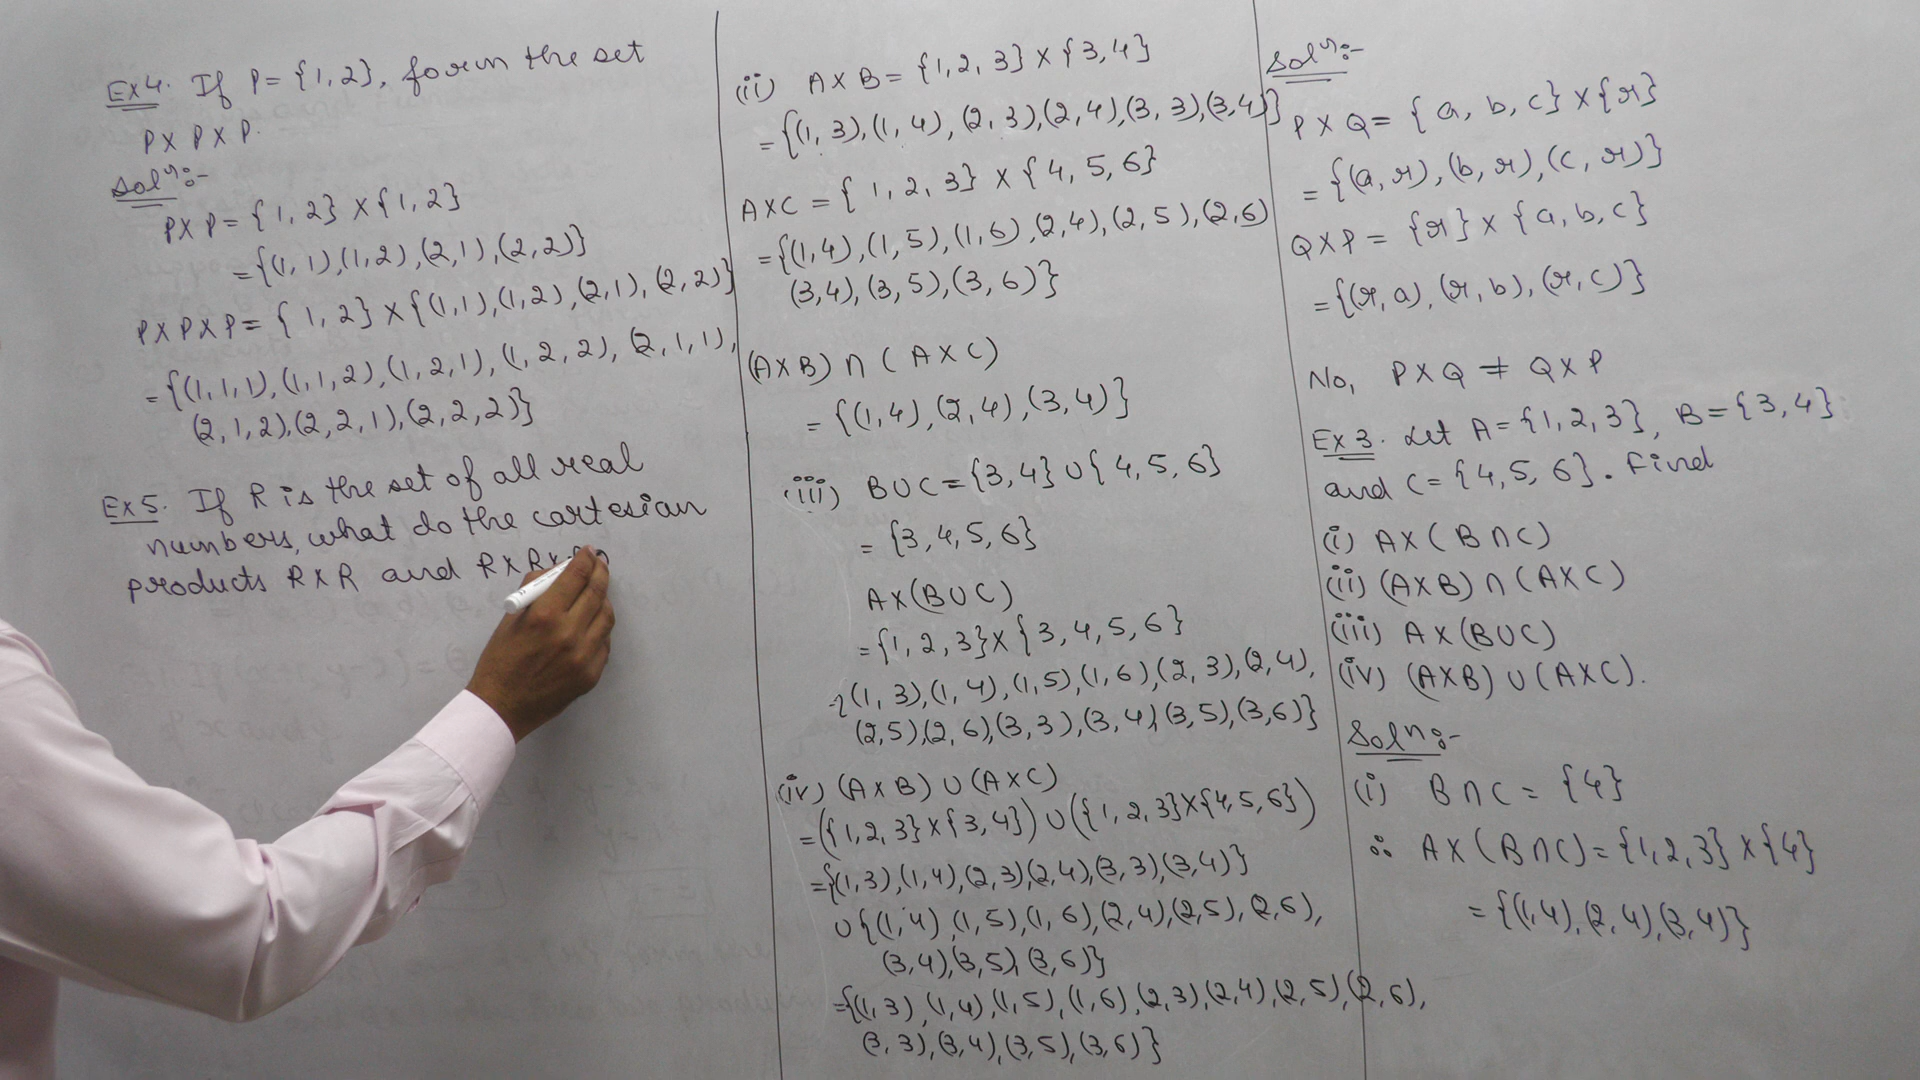 Ex4. If P = {1,2}, form the set
P × P × P.
Solⁿ:-
P × P = {1,2} × {1,2}
= {(1,1),(1,2),(2,1),(2,2)}
P × P × P = {1,2} × {(1,1),(1,2),(2,1),(2,2)}
= {(1,1,1),(1,1,2),(1,2,1),(1,2,2),(2,1,1),
(2,1,2),(2,2,1),(2,2,2)}
Ex5. If R is the set of all real
numbers, what do the cartesian
products R × R and R × R ×
(ii) A × B = {1,2,3} × {3,4}
= {(1,3),(1,4),(2,3),(2,4),(3,3),(3,4)}
A × C = {1,2,3} × {4,5,6}
= {(1,4),(1,5),(1,6),(2,4),(2,5),(2,6)
(3,4),(3,5),(3,6)}
(A × B) ∩ (A × C)
= {(1,4),(2,4),(3,4)}
(iii) B ∪ C = {3,4} ∪ {4,5,6}
= {3,4,5,6}
A × (B ∪ C)
= {1,2,3} × {3,4,5,6}
= {(1,3),(1,4),(1,5),(1,6),(2,3),(2,4),
(2,5),(2,6),(3,3),(3,4),(3,5),(3,6)}
(iv) (A × B) ∪ (A × C)
= ({1,2,3} × {3,4}) ∪ ({1,2,3} × {4,5,6})
= {(1,3),(1,4),(2,3),(2,4),(3,3),(3,4)}
∪ {(1,4),(1,5),(1,6),(2,4),(2,5),(2,6),
(3,4),(3,5),(3,6)}
= {(1,3),(1,4),(1,5),(1,6),(2,3),(2,4),(2,5),(2,6),
(3,3),(3,4),(3,5),(3,6)}
Solⁿ:-
P × Q = {a,b,c} × {r}
= {(a,r),(b,r),(c,r)}
Q × P = {r} × {a,b,c}
= {(r,a),(r,b),(r,c)}
No, P × Q ≠ Q × P
Ex 3. Let A = {1,2,3}, B = {3,4}
and C = {4,5,6}. Find
(i) A × (B ∩ C)
(ii) (A × B) ∩ (A × C)
(iii) A × (B ∪ C)
(iv) (A × B) ∪ (A × C).
Solⁿ:-
(i) B ∩ C = {4}
∴ A × (B ∩ C) = {1,2,3} × {4}
= {(1,4),(2,4),(3,4)}